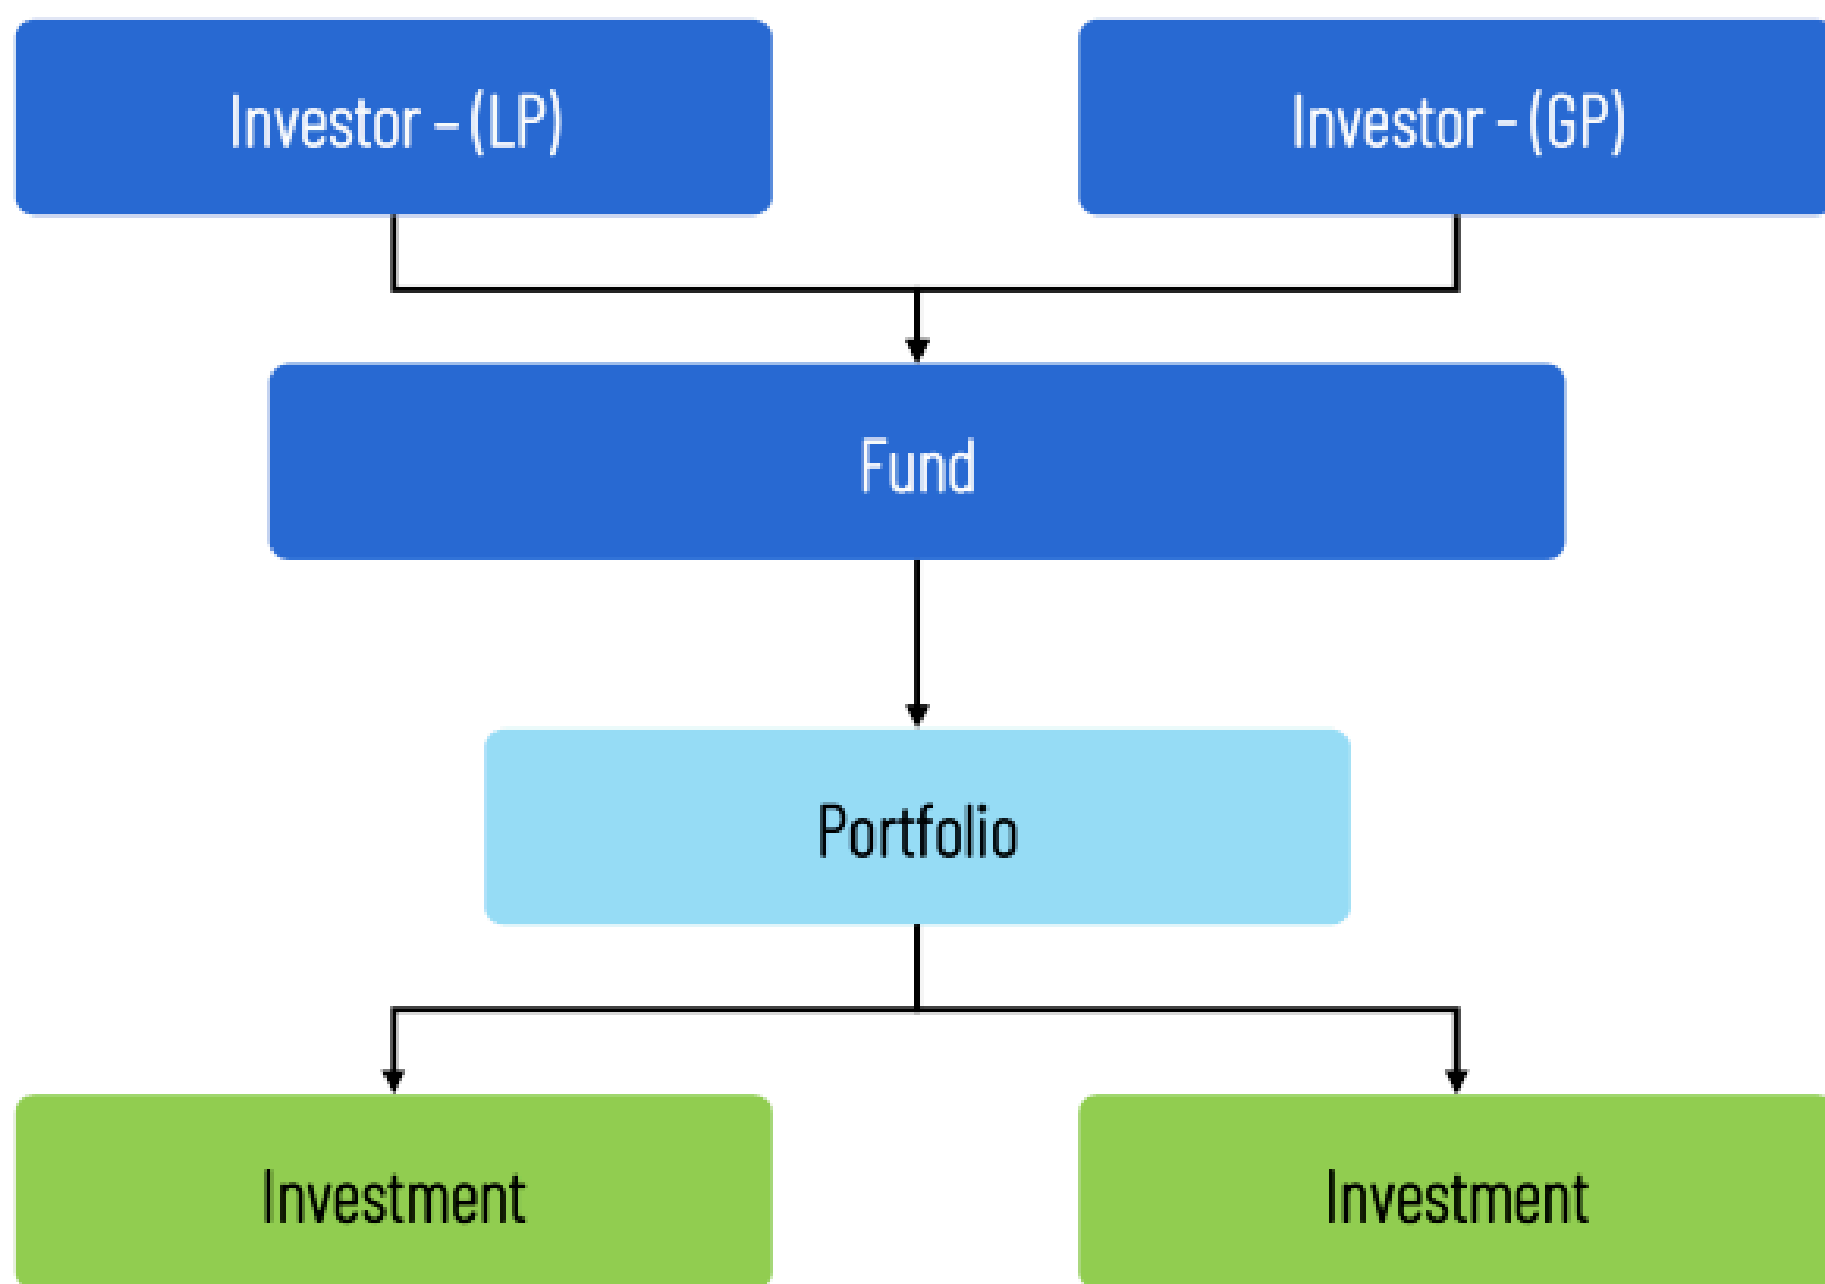 Investor – (LP)
Investor - (GP)
Fund
Portfolio
Investment
Investment